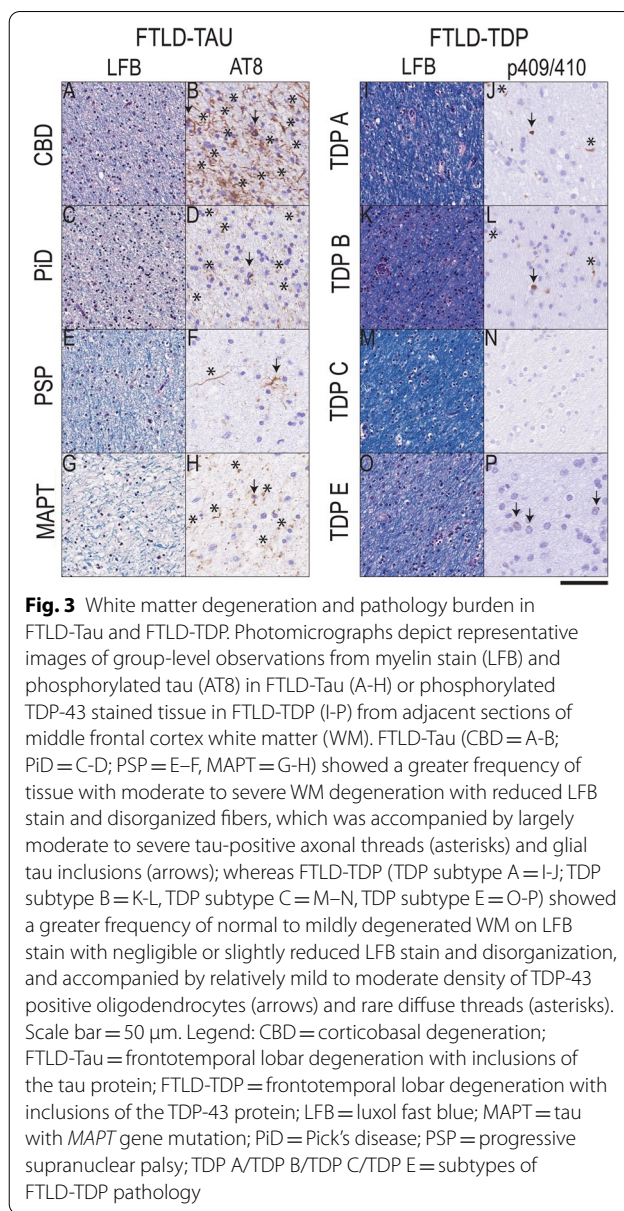 FTLD-TAU FTLD-TDP
LFB AT8 LFB p409/410
CBD A B TDP A I J
PiD C D TDP B K L
PSP E F TDP C M N
MAPT G H TDP E O P
Fig. 3 White matter degeneration and pathology burden in
FTLD-Tau and FTLD-TDP. Photomicrographs depict representative
images of group-level observations from myelin stain (LFB) and
phosphorylated tau (AT8) in FTLD-Tau (A-H) or phosphorylated
TDP-43 stained tissue in FTLD-TDP (I-P) from adjacent sections of
middle frontal cortex white matter (WM). FTLD-Tau (CBD = A-B;
PiD = C-D; PSP = E–F, MAPT = G-H) showed a greater frequency of
tissue with moderate to severe WM degeneration with reduced LFB
stain and disorganized fibers, which was accompanied by largely
moderate to severe tau-positive axonal threads (asterisks) and glial
tau inclusions (arrows); whereas FTLD-TDP (TDP subtype A = I-J; TDP
subtype B = K-L, TDP subtype C = M–N, TDP subtype E = O-P) showed
a greater frequency of normal to mildly degenerated WM on LFB
stain with negligible or slightly reduced LFB stain and disorganization,
and accompanied by relatively mild to moderate density of TDP-43
positive oligodendrocytes (arrows) and rare diffuse threads (asterisks).
Scale bar = 50 µm. Legend: CBD = corticobasal degeneration;
FTLD-Tau = frontotemporal lobar degeneration with inclusions of
the tau protein; FTLD-TDP = frontotemporal lobar degeneration with
inclusions of the TDP-43 protein; LFB = luxol fast blue; MAPT = tau
with MAPT gene mutation; PiD = Pick's disease; PSP = progressive
supranuclear palsy; TDP A/TDP B/TDP C/TDP E = subtypes of
FTLD-TDP pathology